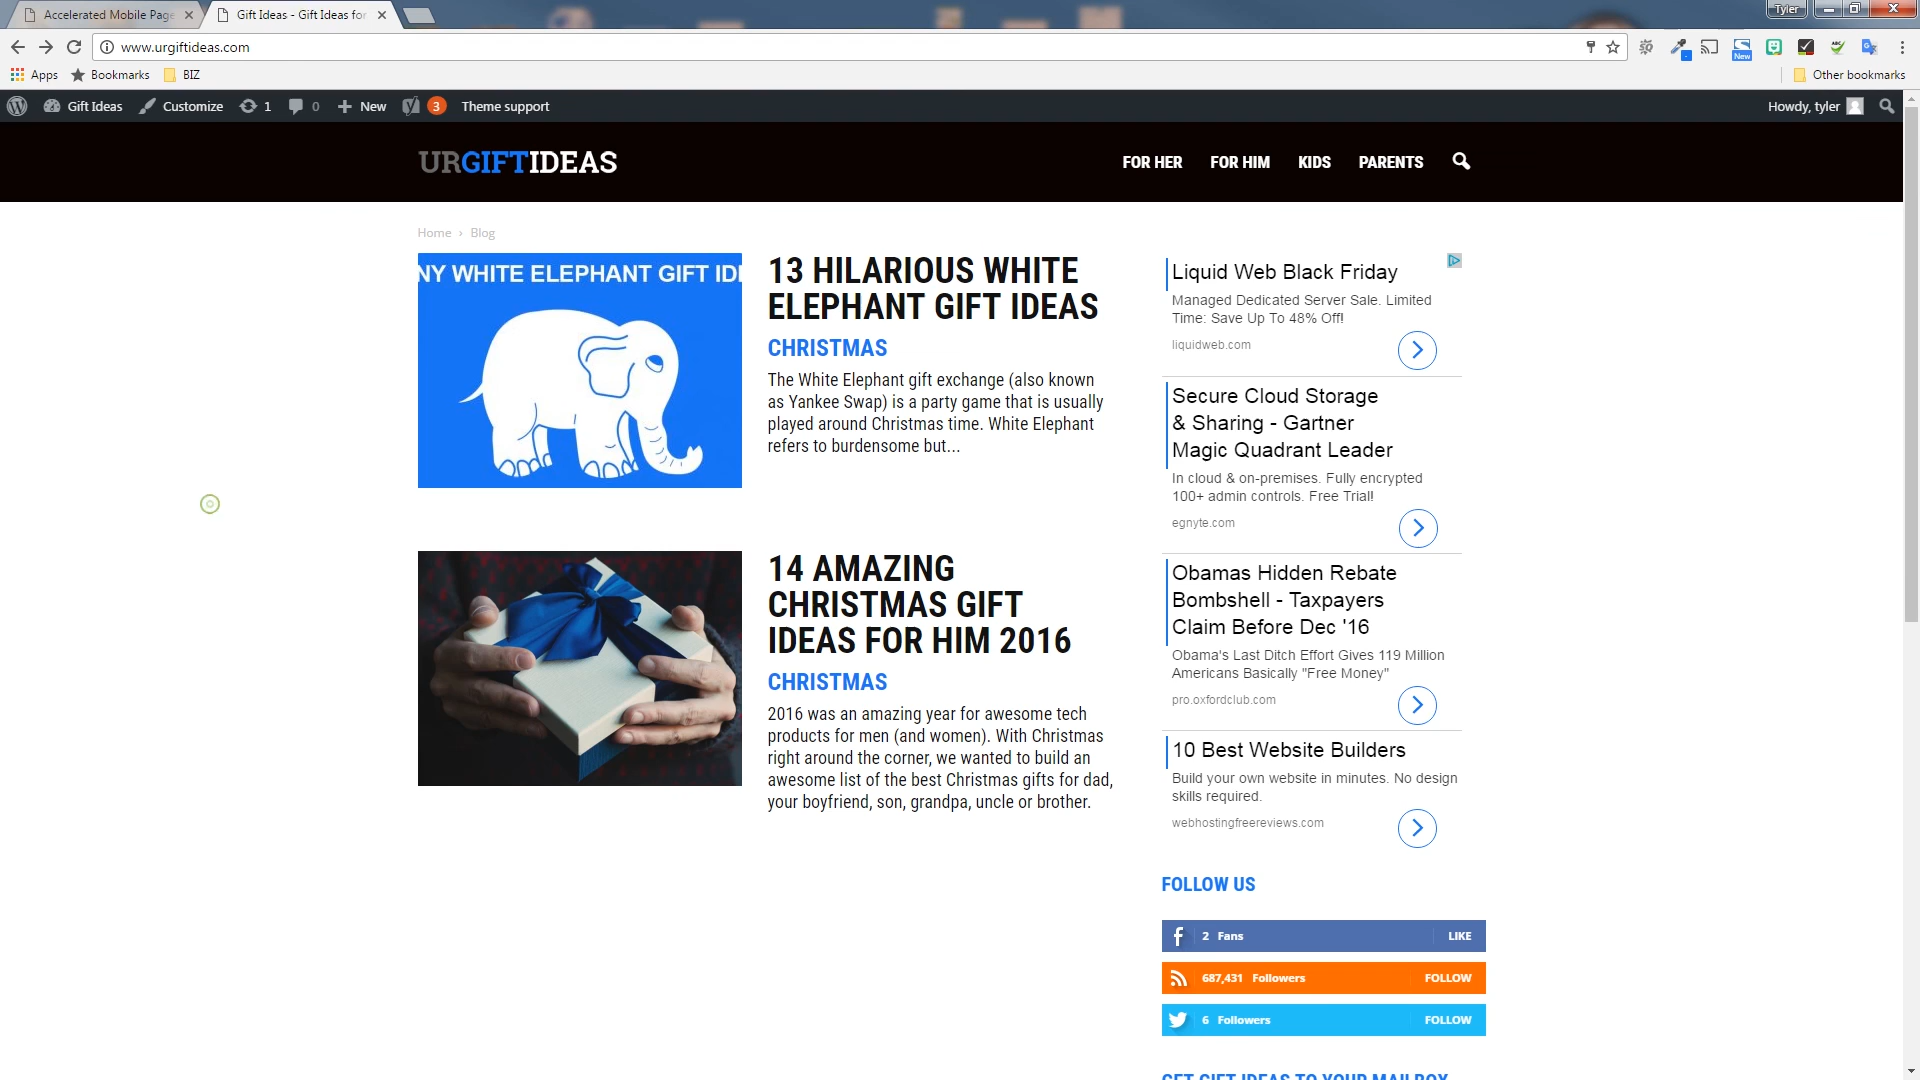 Accelerated Mobile Page
Gift Ideas - Gift Ideas for
Tyler
www.urgiftideas.com
New
ABC
Apps
Bookmarks
BIZ
Other bookmarks
Gift Ideas
Customize
1
0
New
3
Theme support
Howdy, tyler
URGIFTIDEAS
FOR HER
FOR HIM
KIDS
PARENTS
Home › Blog
NY WHITE ELEPHANT GIFT IDE
13 HILARIOUS WHITE
ELEPHANT GIFT IDEAS
CHRISTMAS
The White Elephant gift exchange (also known
as Yankee Swap) is a party game that is usually
played around Christmas time. White Elephant
refers to burdensome but...
14 AMAZING
CHRISTMAS GIFT
IDEAS FOR HIM 2016
CHRISTMAS
2016 was an amazing year for awesome tech
products for men (and women). With Christmas
right around the corner, we wanted to build an
awesome list of the best Christmas gifts for dad,
your boyfriend, son, grandpa, uncle or brother.
Liquid Web Black Friday
Managed Dedicated Server Sale. Limited
Time: Save Up To 48% Off!
liquidweb.com
Secure Cloud Storage
& Sharing - Gartner
Magic Quadrant Leader
In cloud & on-premises. Fully encrypted
100+ admin controls. Free Trial!
egnyte.com
Obamas Hidden Rebate
Bombshell - Taxpayers
Claim Before Dec '16
Obama's Last Ditch Effort Gives 119 Million
Americans Basically "Free Money"
pro.oxfordclub.com
10 Best Website Builders
Build your own website in minutes. No design
skills required.
webhostingfreereviews.com
FOLLOW US
2 Fans
LIKE
687,431 Followers
FOLLOW
6 Followers
FOLLOW
GET GIFT IDEAS TO YOUR MAILBOX